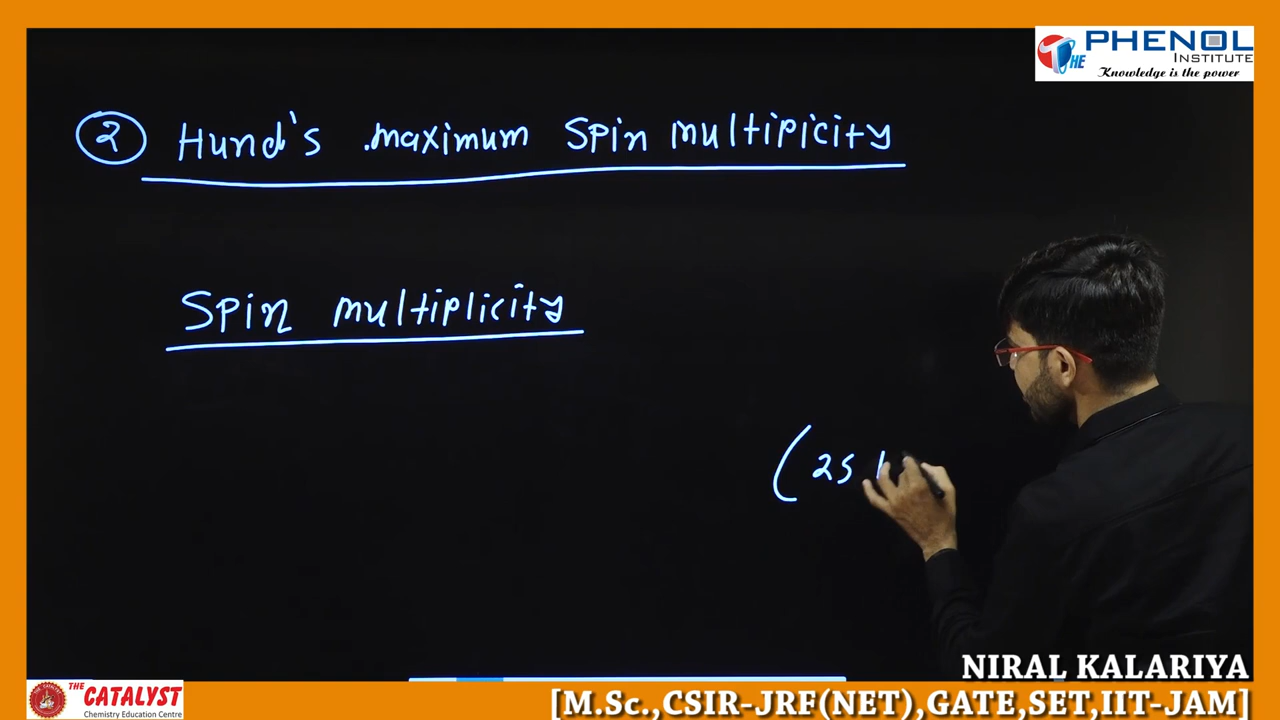 THE PHENOL
INSTITUTE
Knowledge is the power
2 Hund's maximum Spin multipicity
Spin multiplicity
(2s
NIRAL KALARIYA
THE CATALYST
Chemistry Education Centre
[M.Sc.,CSIR-JRF(NET),GATE,SET,IIT-JAM]